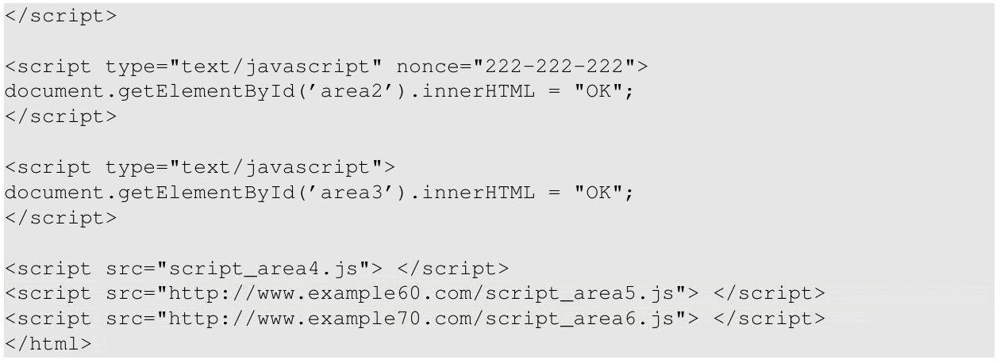 </script>
<script type="text/javascript" nonce="222-222-222">
document.getElementById(’area2’).innerHTML = "OK";
</script>
<script type="text/javascript">
document.getElementById(’area3’).innerHTML = "OK";
</script>
<script src="script_area4.js"> </script>
<script src="http://www.example60.com/script_area5.js"> </script>
<script src="http://www.example70.com/script_area6.js"> </script>
</html>